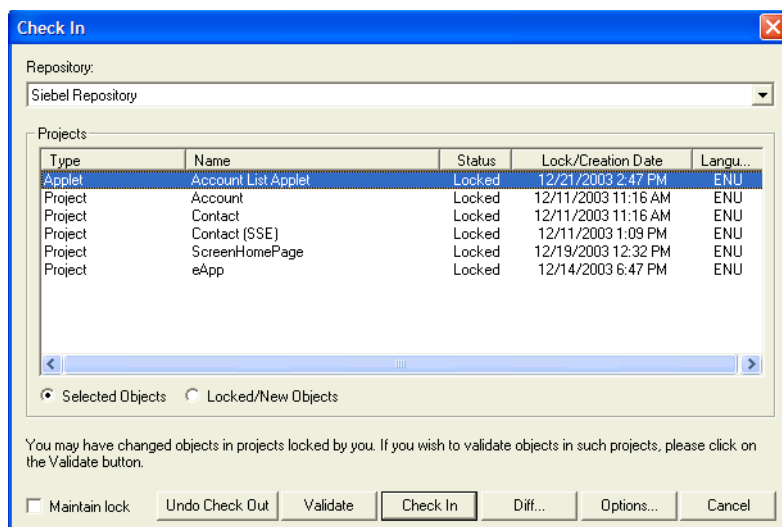 Check In
Repository:
Siebel Repository
Projects
Type Name Status Lock/Creation Date Langu...
Applet Account List Applet Locked 12/21/2003 2:47 PM ENU
Project Account Locked 12/11/2003 11:16 AM ENU
Project Contact Locked 12/11/2003 11:16 AM ENU
Project Contact (SSE) Locked 12/11/2003 1:09 PM ENU
Project ScreenHomePage Locked 12/19/2003 12:32 PM ENU
Project eApp Locked 12/14/2003 6:47 PM ENU
Selected Objects Locked/New Objects
You may have changed objects in projects locked by you. If you wish to validate objects in such projects, please click on
the Validate button.
Maintain lock Undo Check Out Validate Check In Diff... Options... Cancel